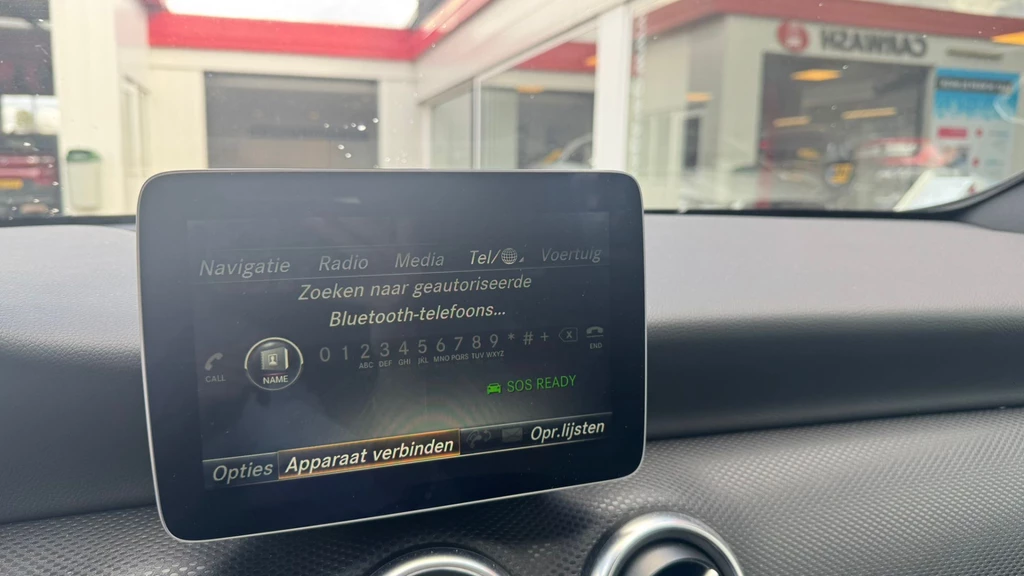 CARWASH
Navigatie Radio Media Tel/ Voertuig
Zoeken naar geautoriseerde
Bluetooth-telefoons...
CALL NAME 0 1 2 3 4 5 6 7 8 9 * # + END
ABC DEF GHI JKL MNO PQRS TUV WXYZ
SOS READY
Opties Apparaat verbinden Opr.lijsten